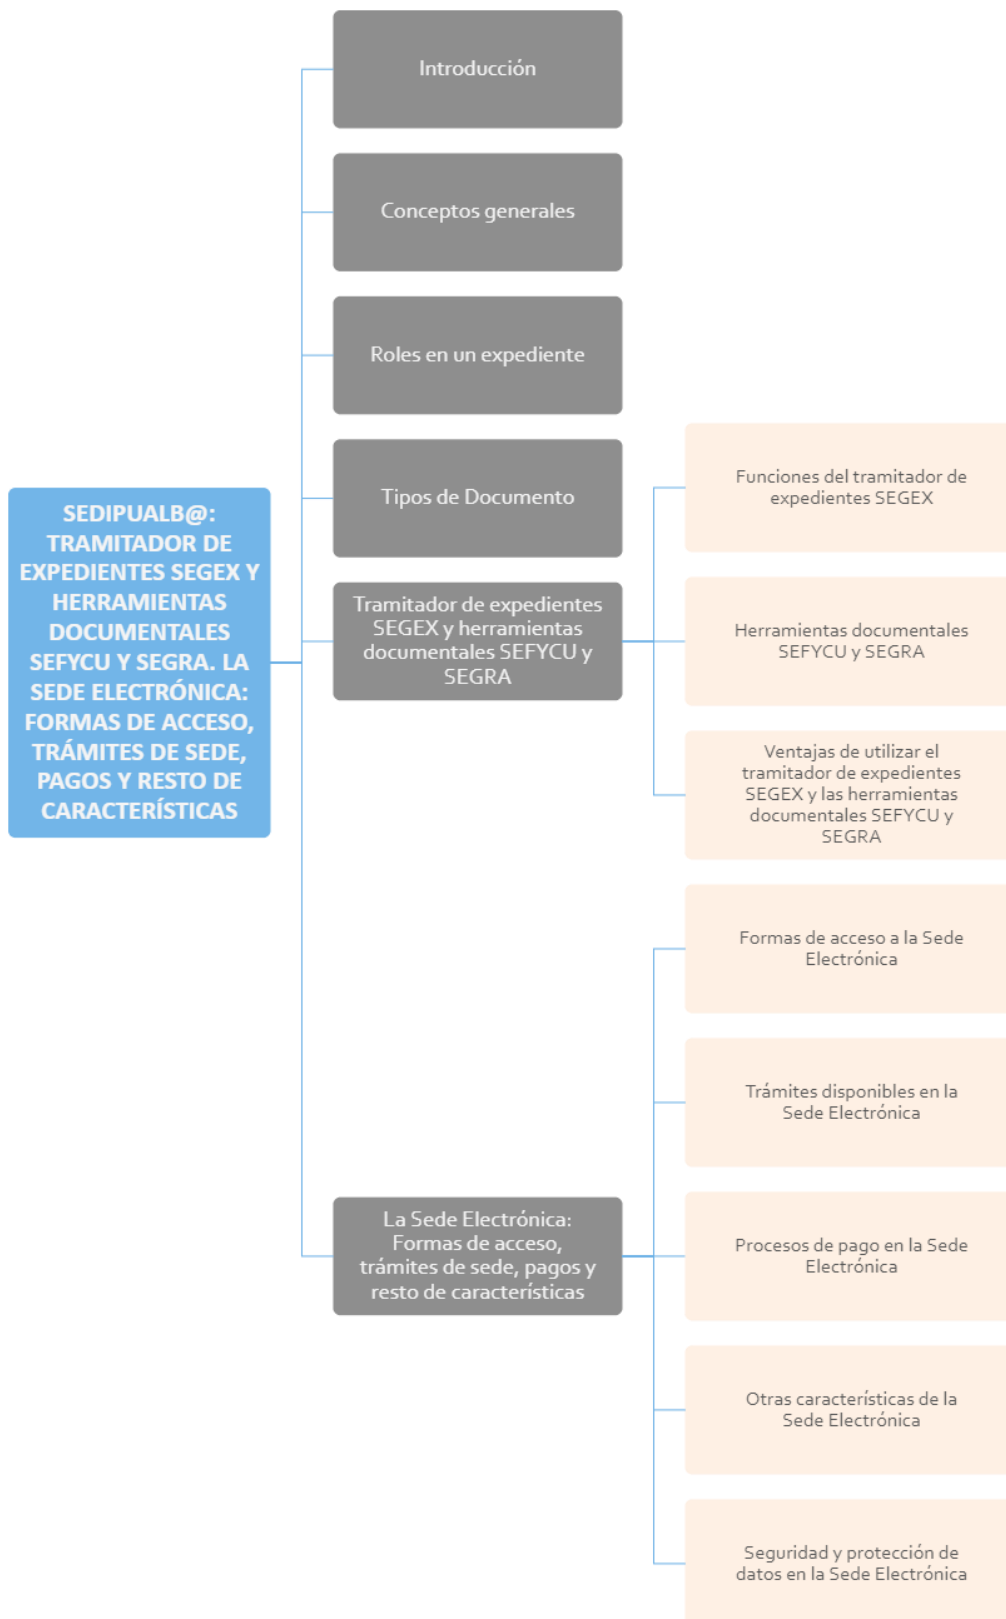 SEDIPUALB@:
TRAMITADOR DE
EXPEDIENTES SEGEX Y
HERRAMIENTAS
DOCUMENTALES
SEFYCU Y SEGRA. LA
SEDE ELECTRÓNICA:
FORMAS DE ACCESO,
TRÁMITES DE SEDE,
PAGOS Y RESTO DE
CARACTERÍSTICAS
Introducción
Conceptos generales
Roles en un expediente
Tipos de Documento
Tramitador de expedientes
SEGEX y herramientas
documentales SEFYCU y
SEGRA
Funciones del tramitador de
expedientes SEGEX
Herramientas documentales
SEFYCU y SEGRA
Ventajas de utilizar el
tramitador de expedientes
SEGEX y las herramientas
documentales SEFYCU y
SEGRA
La Sede Electrónica:
Formas de acceso,
trámites de sede, pagos y
resto de características
Formas de acceso a la Sede
Electrónica
Trámites disponibles en la
Sede Electrónica
Procesos de pago en la Sede
Electrónica
Otras características de la
Sede Electrónica
Seguridad y protección de
datos en la Sede Electrónica